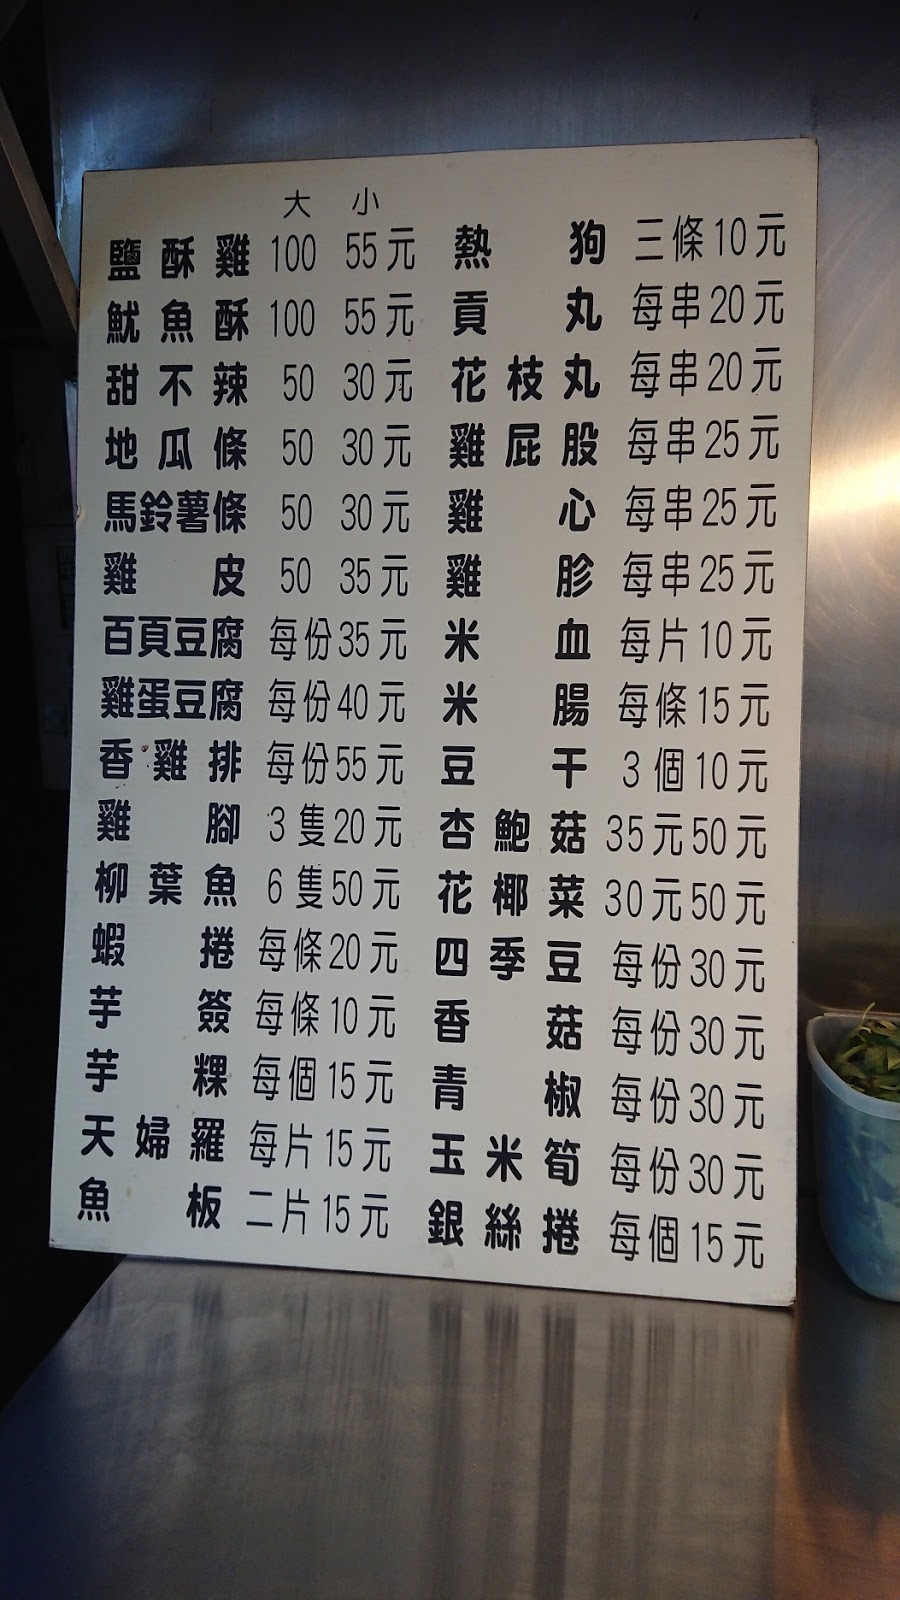 大 小
鹽酥雞 100 55元
魷魚酥 100 55元
甜不辣 50 30元
地瓜條 50 30元
馬鈴薯條 50 30元
雞皮 50 35元
百頁豆腐 每份35元
雞蛋豆腐 每份40元
香雞排 每份55元
雞腳 3隻20元
柳葉魚 6隻50元
蝦捲 每條20元
芋簽 每條10元
芋粿 每個15元
天婦羅 每片15元
魚板 二片15元
熱狗 三條10元
貢丸 每串20元
花枝丸 每串20元
雞屁股 每串25元
雞心 每串25元
雞胗 每串25元
米血 每片10元
米腸 每條15元
豆干 3個10元
杏鮑菇 35元50元
花椰菜 30元50元
四季豆 每份30元
香菇 每份30元
青椒 每份30元
玉米筍 每份30元
銀絲捲 每個15元